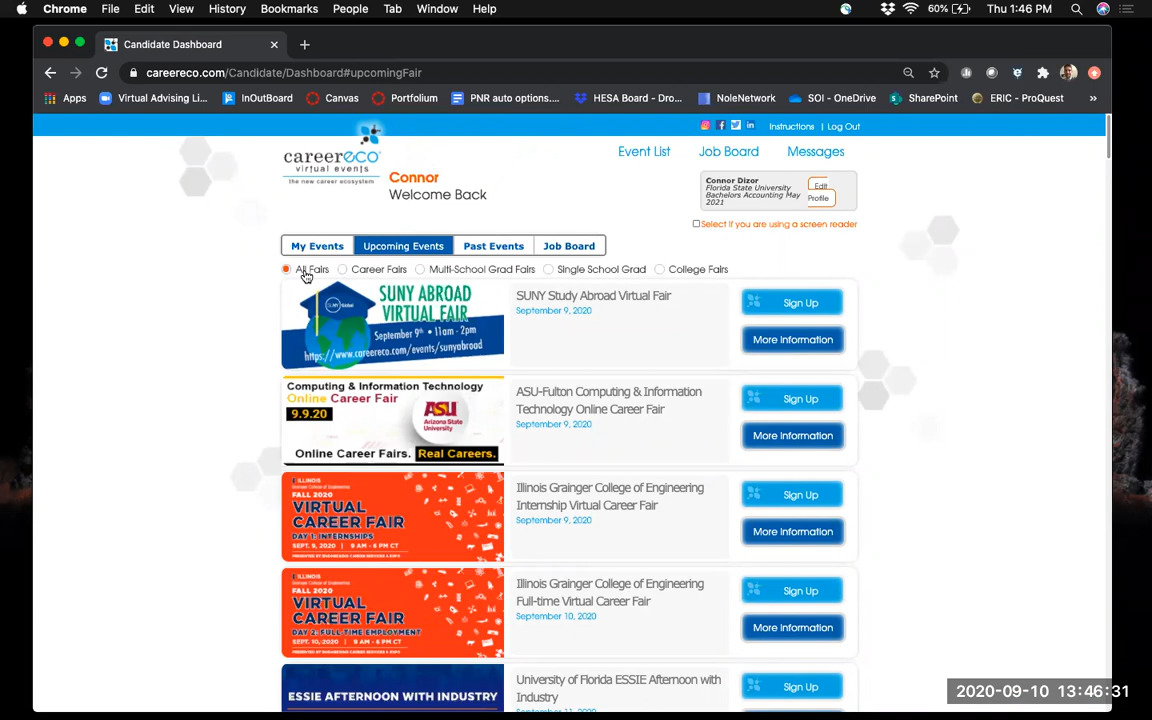 Chrome File Edit View History Bookmarks People Tab Window Help 60% Thu 1:46 PM
Candidate Dashboard
careereco.com/Candidate/Dashboard#upcomingFair
Apps Virtual Advising Li... InOutBoard Canvas Portfolium PNR auto options.... HESA Board - Dro... NoleNetwork SOI - OneDrive SharePoint ERIC - ProQuest »
Instructions | Log Out
careereco
virtual events
the new career ecosystem
Connor
Welcome Back
Event List Job Board Messages
Connor Dizor
Florida State University
Bachelors Accounting May
2021
Edit
Profile
Select if you are using a screen reader
My Events Upcoming Events Past Events Job Board
All Fairs Career Fairs Multi-School Grad Fairs Single School Grad College Fairs
SUNY ABROAD
VIRTUAL FAIR
September 9th • 11am - 2pm
https://www.careereco.com/events/sunyabroad
SUNY Study Abroad Virtual Fair
September 9, 2020
Sign Up
More Information
Computing & Information Technology
Online Career Fair
9.9.20
ASU
Arizona State
University
Online Career Fairs. Real Careers.
ASU-Fulton Computing & Information
Technology Online Career Fair
September 9, 2020
Sign Up
More Information
ILLINOIS
FALL 2020
VIRTUAL
CAREER FAIR
DAY 1: INTERNSHIPS
SEPT. 9, 2020 | 9 AM - 6 PM CT
Illinois Grainger College of Engineering
Internship Virtual Career Fair
September 9, 2020
Sign Up
More Information
ILLINOIS
FALL 2020
VIRTUAL
CAREER FAIR
DAY 2: FULL-TIME EMPLOYMENT
SEPT. 10, 2020 | 9 AM - 6 PM CT
Illinois Grainger College of Engineering
Full-time Virtual Career Fair
September 10, 2020
Sign Up
More Information
ESSIE AFTERNOON WITH INDUSTRY
University of Florida ESSIE Afternoon with
Industry
Sign Up
2020-09-10 13:46:31